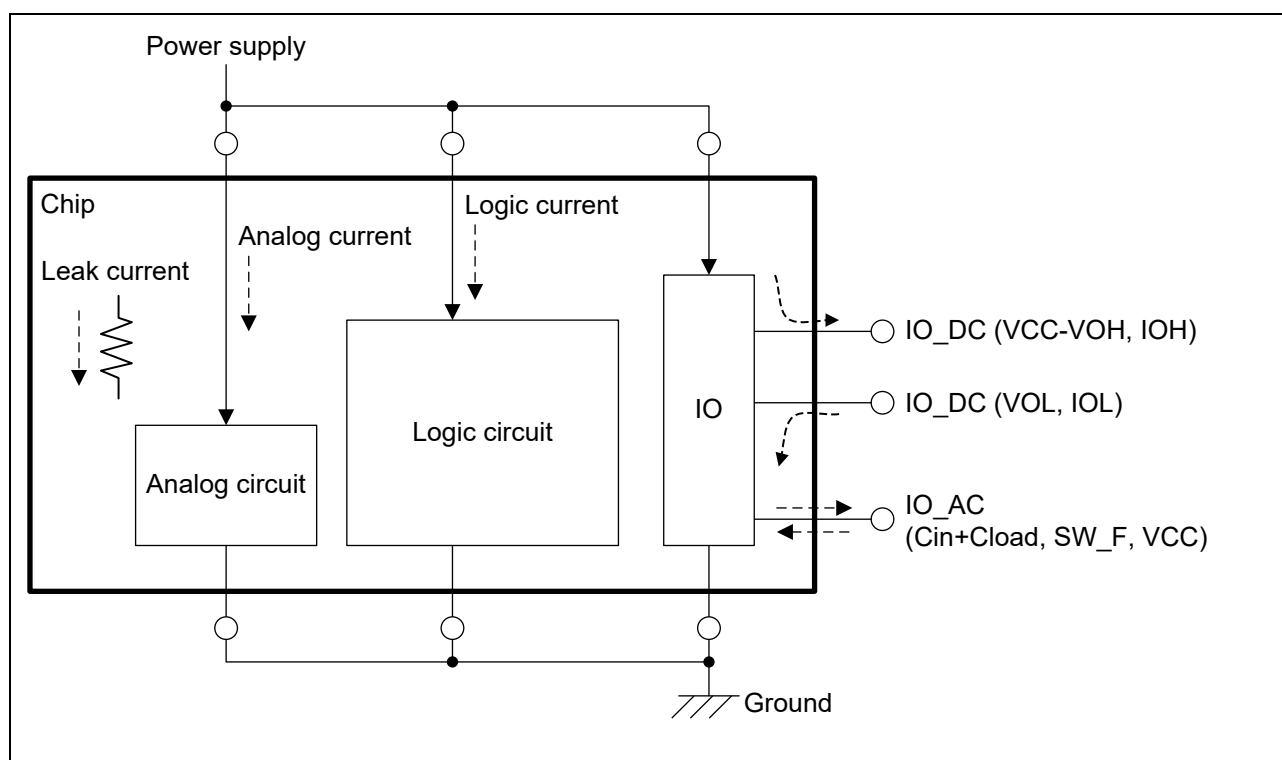 Power supply
Chip
Logic current
Analog current
Leak current
IO_DC (VCC-VOH, IOH)
IO_DC (VOL, IOL)
IO
Logic circuit
Analog circuit
IO_AC
(Cin+Cload, SW_F, VCC)
Ground